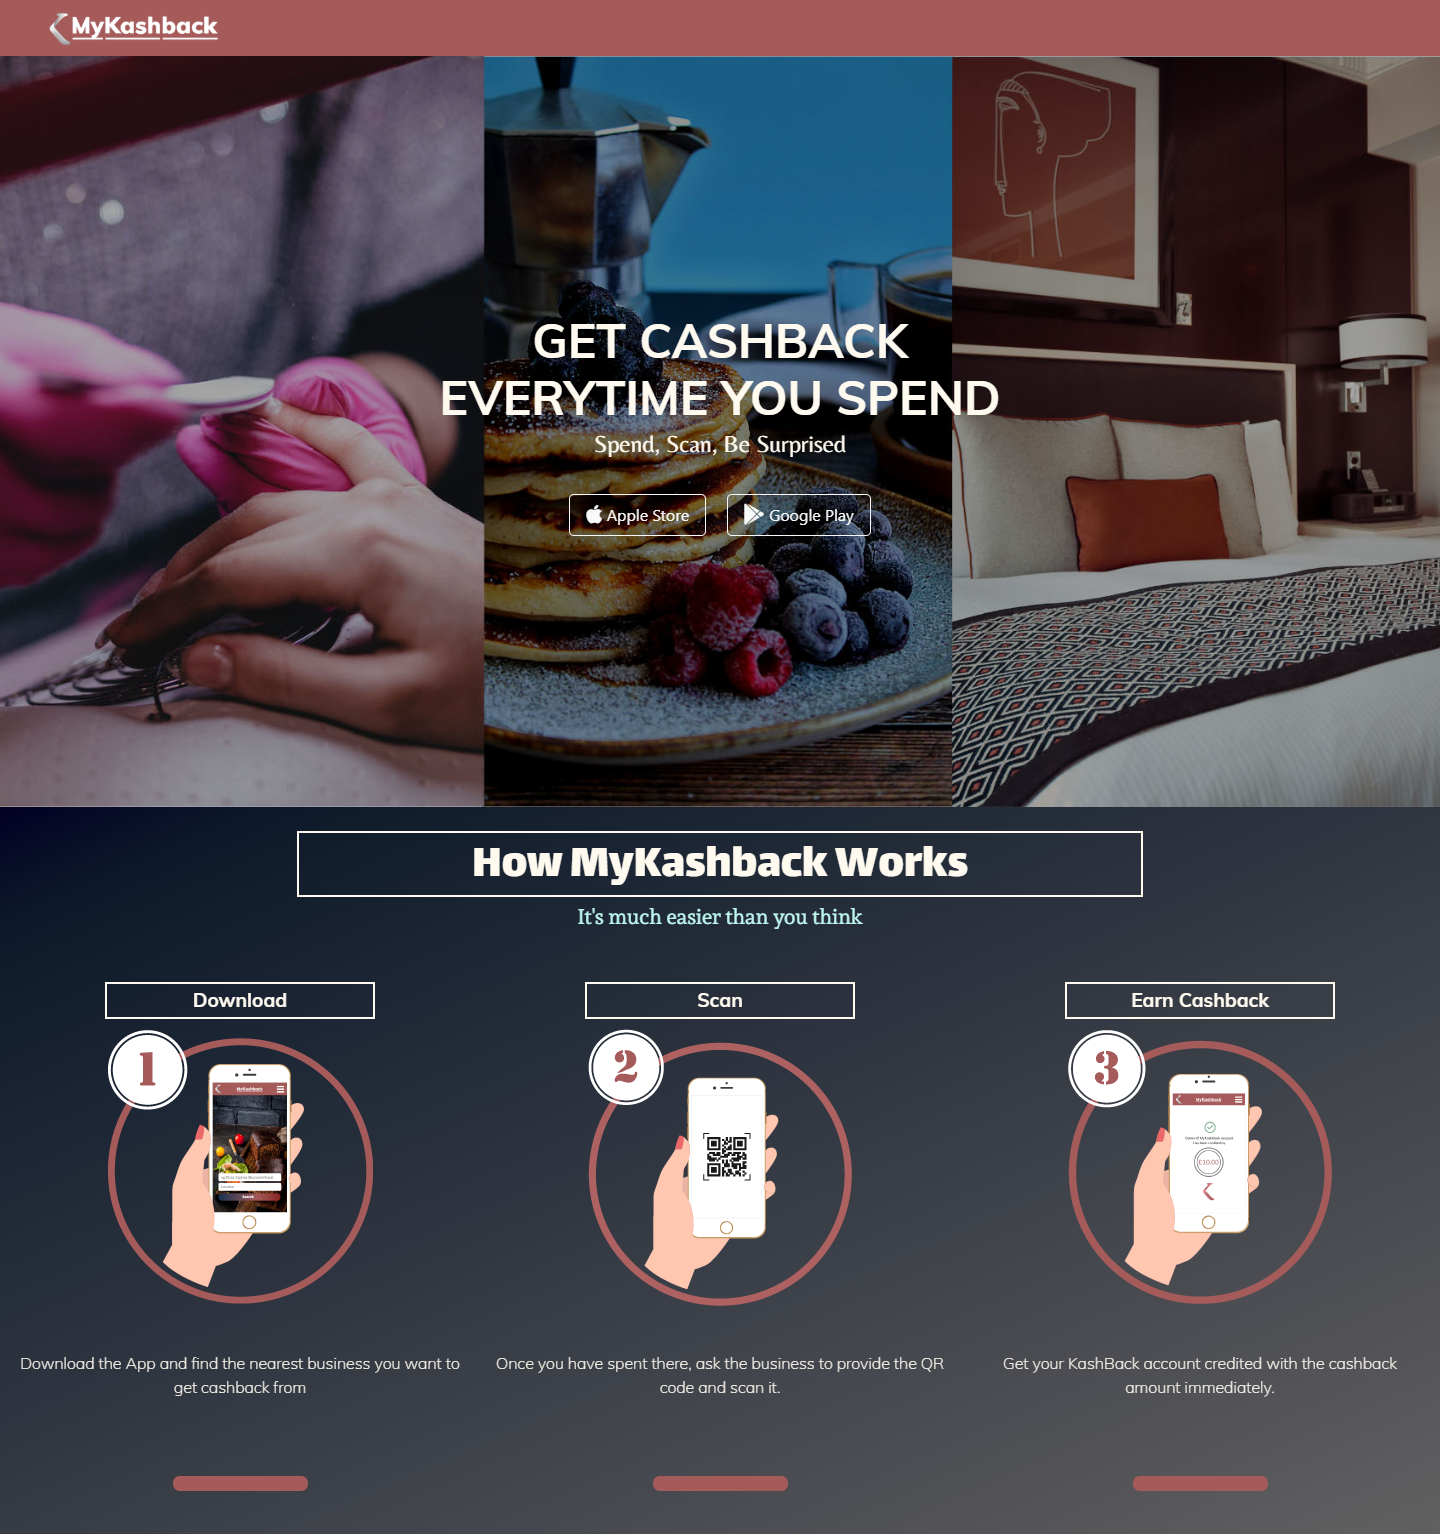 MyKashback
GET CASHBACK
EVERYTIME YOU SPEND
Spend, Scan, Be Surprised
Apple Store
Google Play
How MyKashback Works
It's much easier than you think
Download
Scan
Earn Cashback
1
2
3
MyKashback
MyKashback
Search
£10.00
Download the App and find the nearest business you want to
get cashback from
Once you have spent there, ask the business to provide the QR
code and scan it.
Get your KashBack account credited with the cashback
amount immediately.